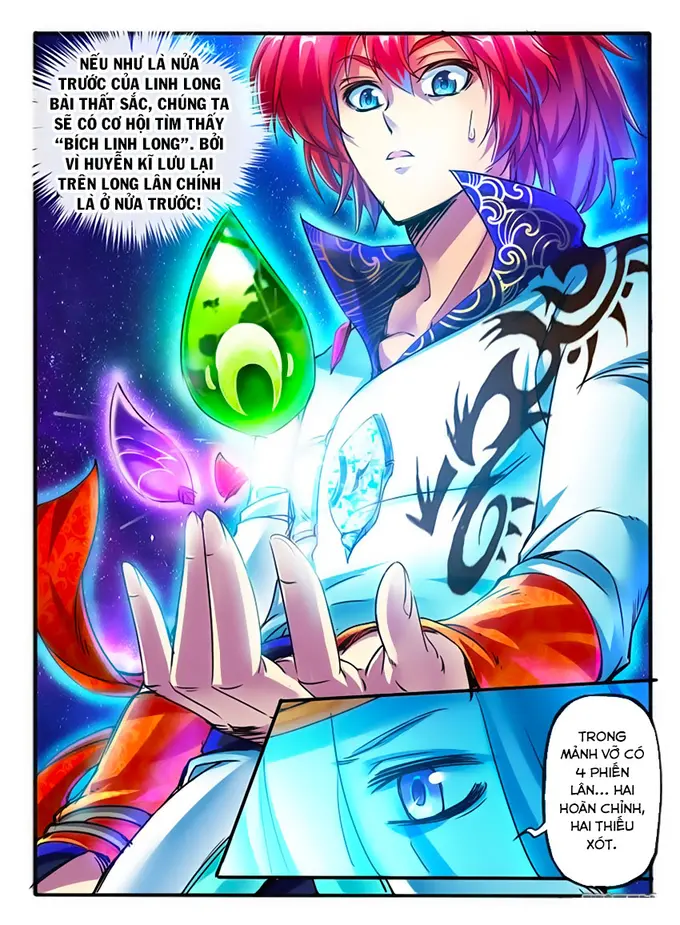 NẾU NHƯ LÀ NỬA
TRƯỚC CỦA LINH LONG
BÀI THẤT SẮC, CHÚNG TA
SẼ CÓ CƠ HỘI TÌM THẤY
“BÍCH LINH LONG”. BỞI
VÌ HUYỄN KĨ LƯU LẠI
TRÊN LONG LÂN CHÍNH
LÀ Ở NỬA TRƯỚC!
TRONG
MẢNH VỠ CÓ
4 PHIẾN
LÂN... HAI
HOÀN CHỈNH,
HAI THIẾU
XÓT.